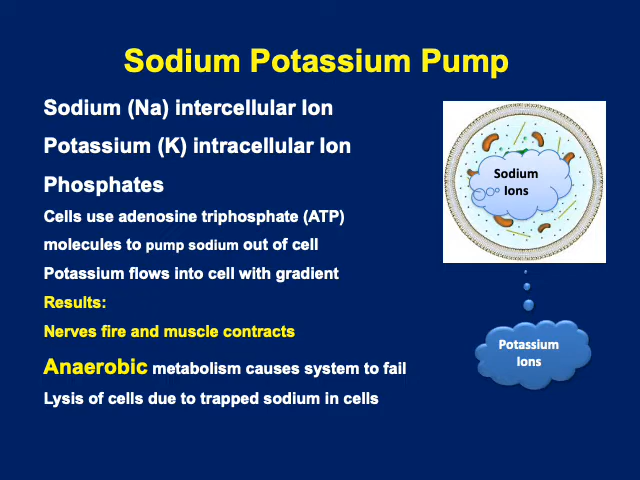 Sodium Potassium Pump
Sodium (Na) intercellular Ion
Potassium (K) intracellular Ion
Phosphates
Cells use adenosine triphosphate (ATP)
molecules to pump sodium out of cell
Potassium flows into cell with gradient
Results:
Nerves fire and muscle contracts
Anaerobic metabolism causes system to fail
Lysis of cells due to trapped sodium in cells
Sodium
Ions
Potassium
Ions